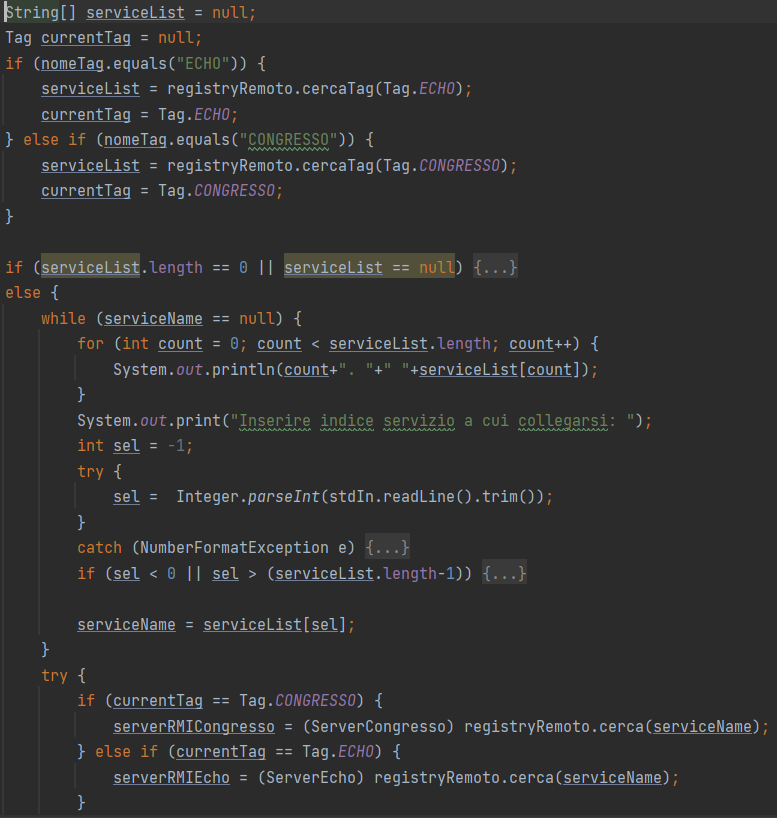 String[] serviceList = null;
Tag currentTag = null;
if (nomeTag.equals("ECHO")) {
    serviceList = registryRemoto.cercaTag(Tag.ECHO);
    currentTag = Tag.ECHO;
} else if (nomeTag.equals("CONGRESSO")) {
    serviceList = registryRemoto.cercaTag(Tag.CONGRESSO);
    currentTag = Tag.CONGRESSO;
}

if (serviceList.length == 0 || serviceList == null) {...}
else {
    while (serviceName == null) {
        for (int count = 0; count < serviceList.length; count++) {
            System.out.println(count+". "+" "+serviceList[count]);
        }
        System.out.print("Inserire indice servizio a cui collegarsi: ");
        int sel = -1;
        try {
            sel =  Integer.parseInt(stdIn.readLine().trim());
        }
        catch (NumberFormatException e) {...}
        if (sel < 0 || sel > (serviceList.length-1)) {...}

        serviceName = serviceList[sel];
    }
    try {
        if (currentTag == Tag.CONGRESSO) {
            serverRMICongresso = (ServerCongresso) registryRemoto.cerca(serviceName);
        } else if (currentTag == Tag.ECHO) {
            serverRMIEcho = (ServerEcho) registryRemoto.cerca(serviceName);
        }